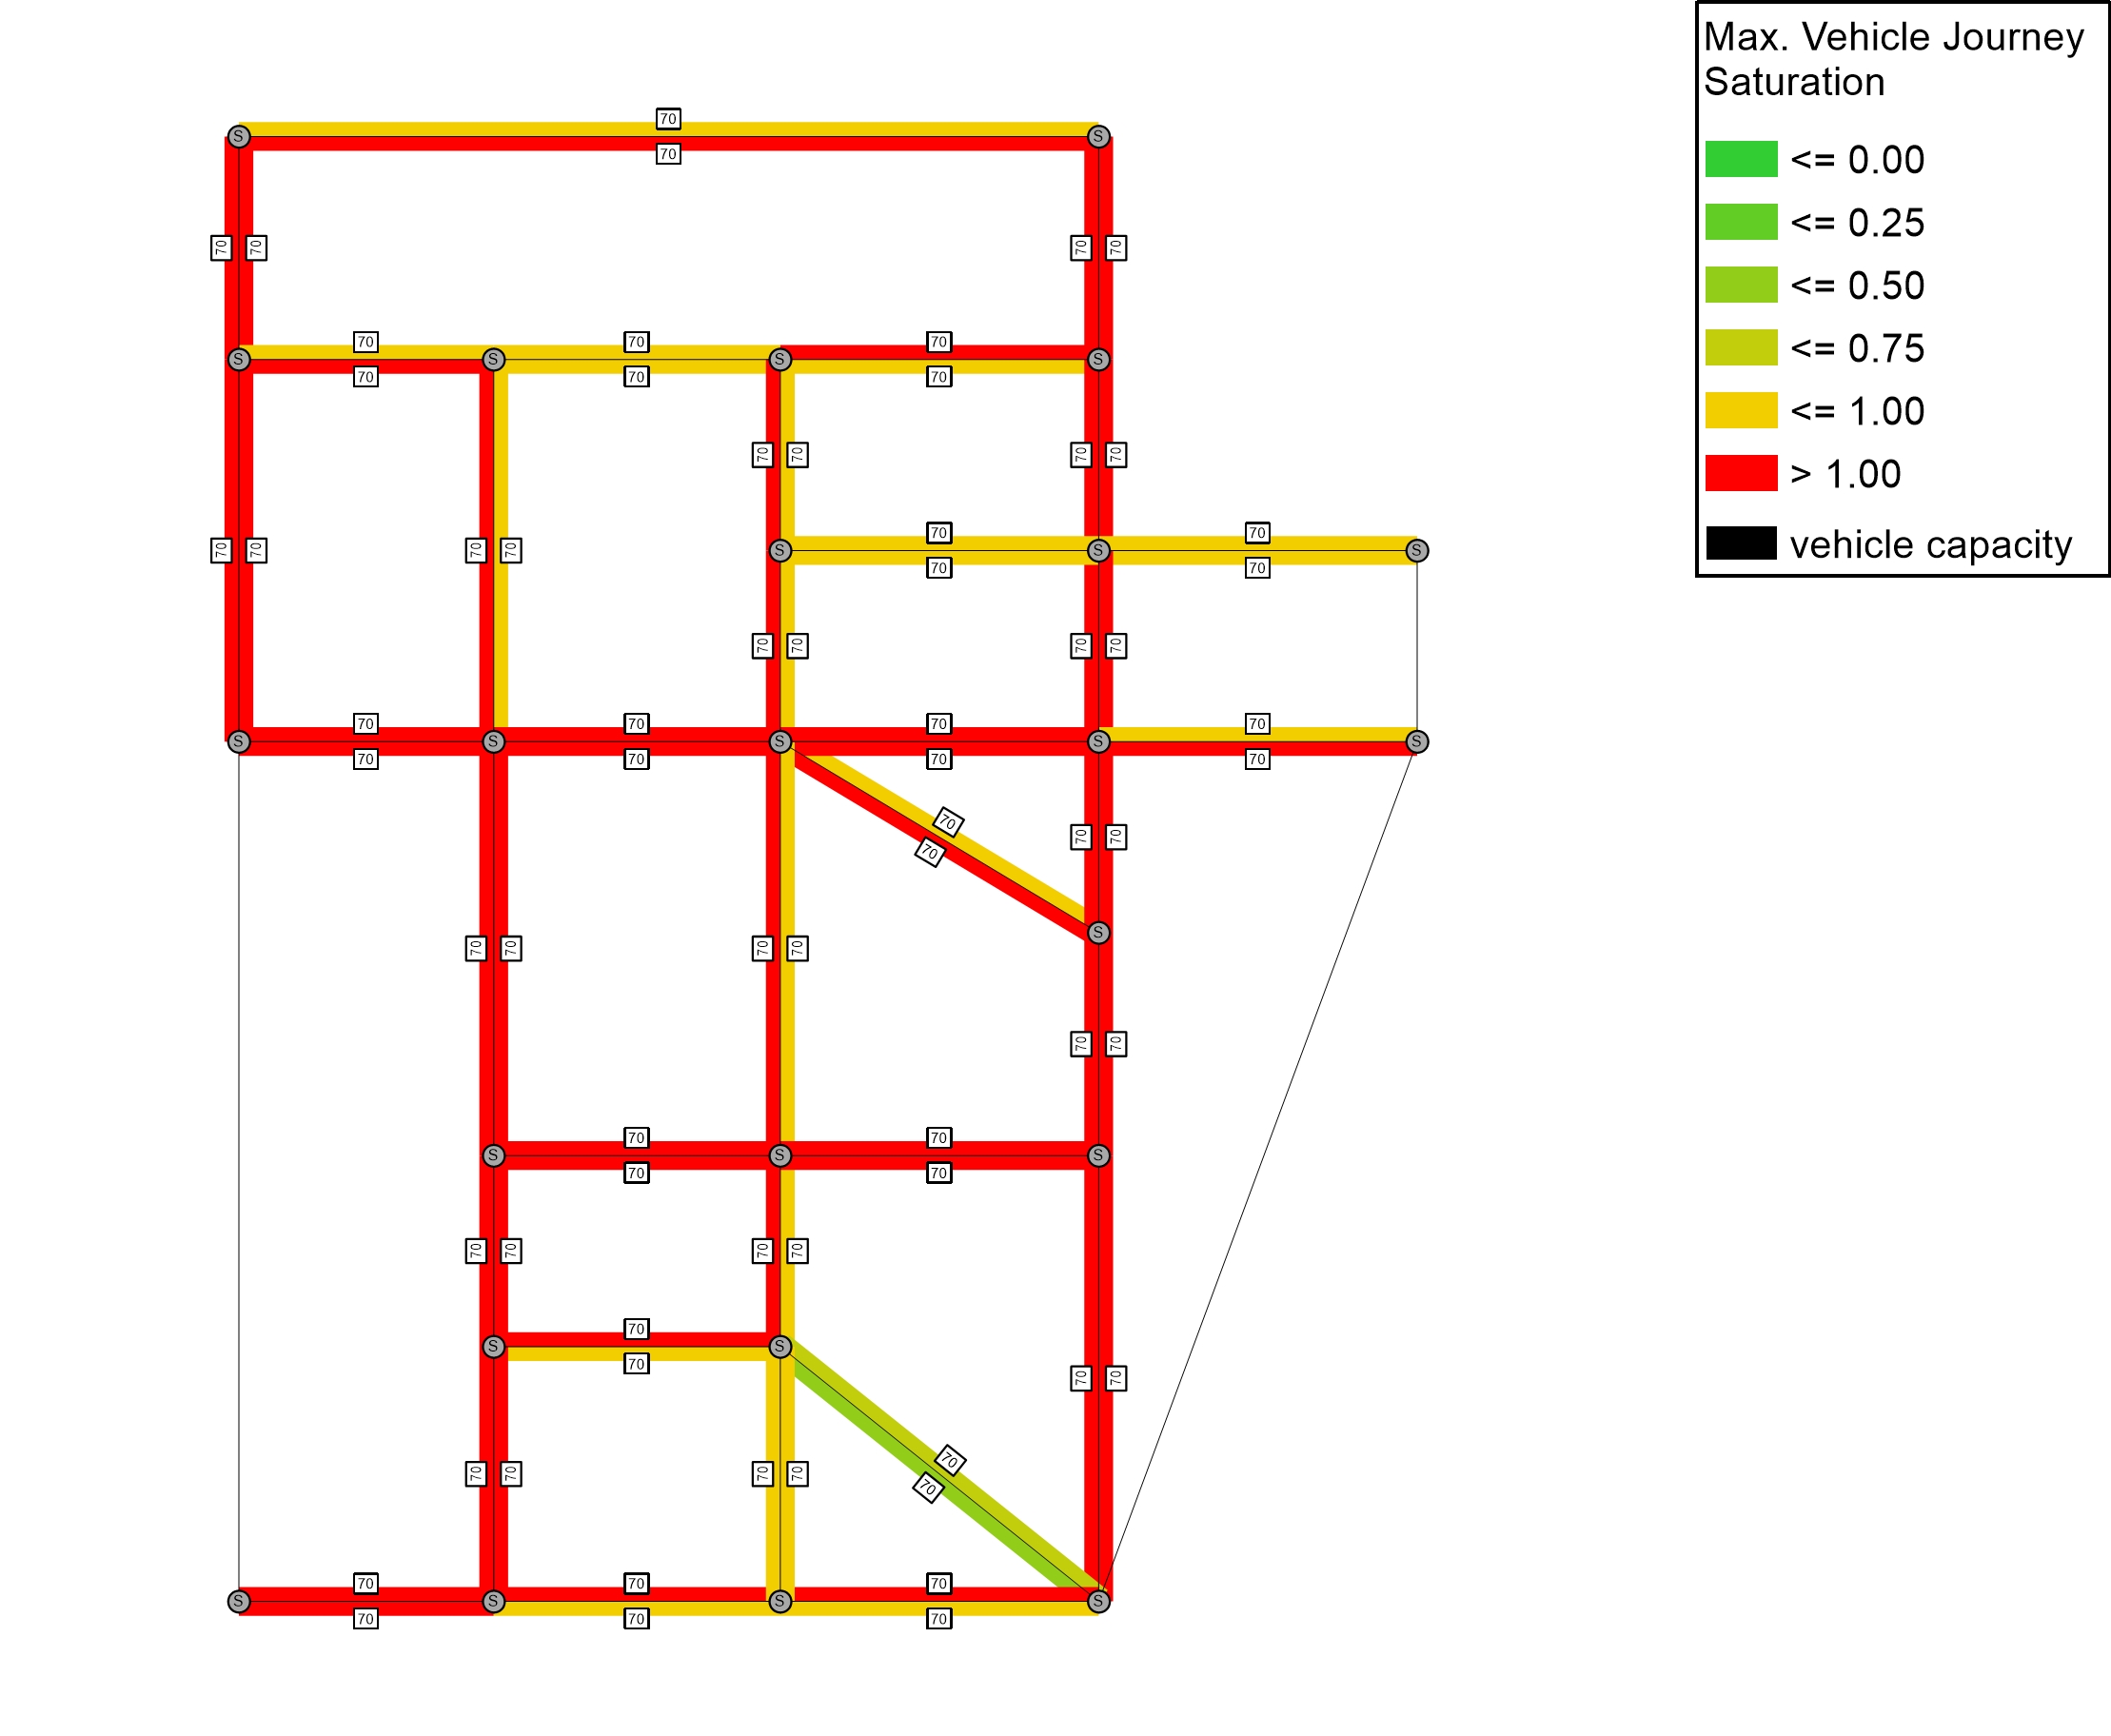 Max. Vehicle Journey
Saturation
<= 0.00
<= 0.25
<= 0.50
<= 0.75
<= 1.00
> 1.00
vehicle capacity
70
S S
70
70 70 70 70
70 70 70
S S S S
70 70 70
70 70 70 70
70 70
70 70 70 70 S S S
70 70
70 70 70 70
70 70 70 70
S S S S S
70 70 70 70
70
70 70
70
S
70 70 70 70
70 70
70 70
S S S
70 70
70 70 70 70
70
S S
70
70 70
70
70 70 70 70
70
70 70 70
S S S S
70 70 70